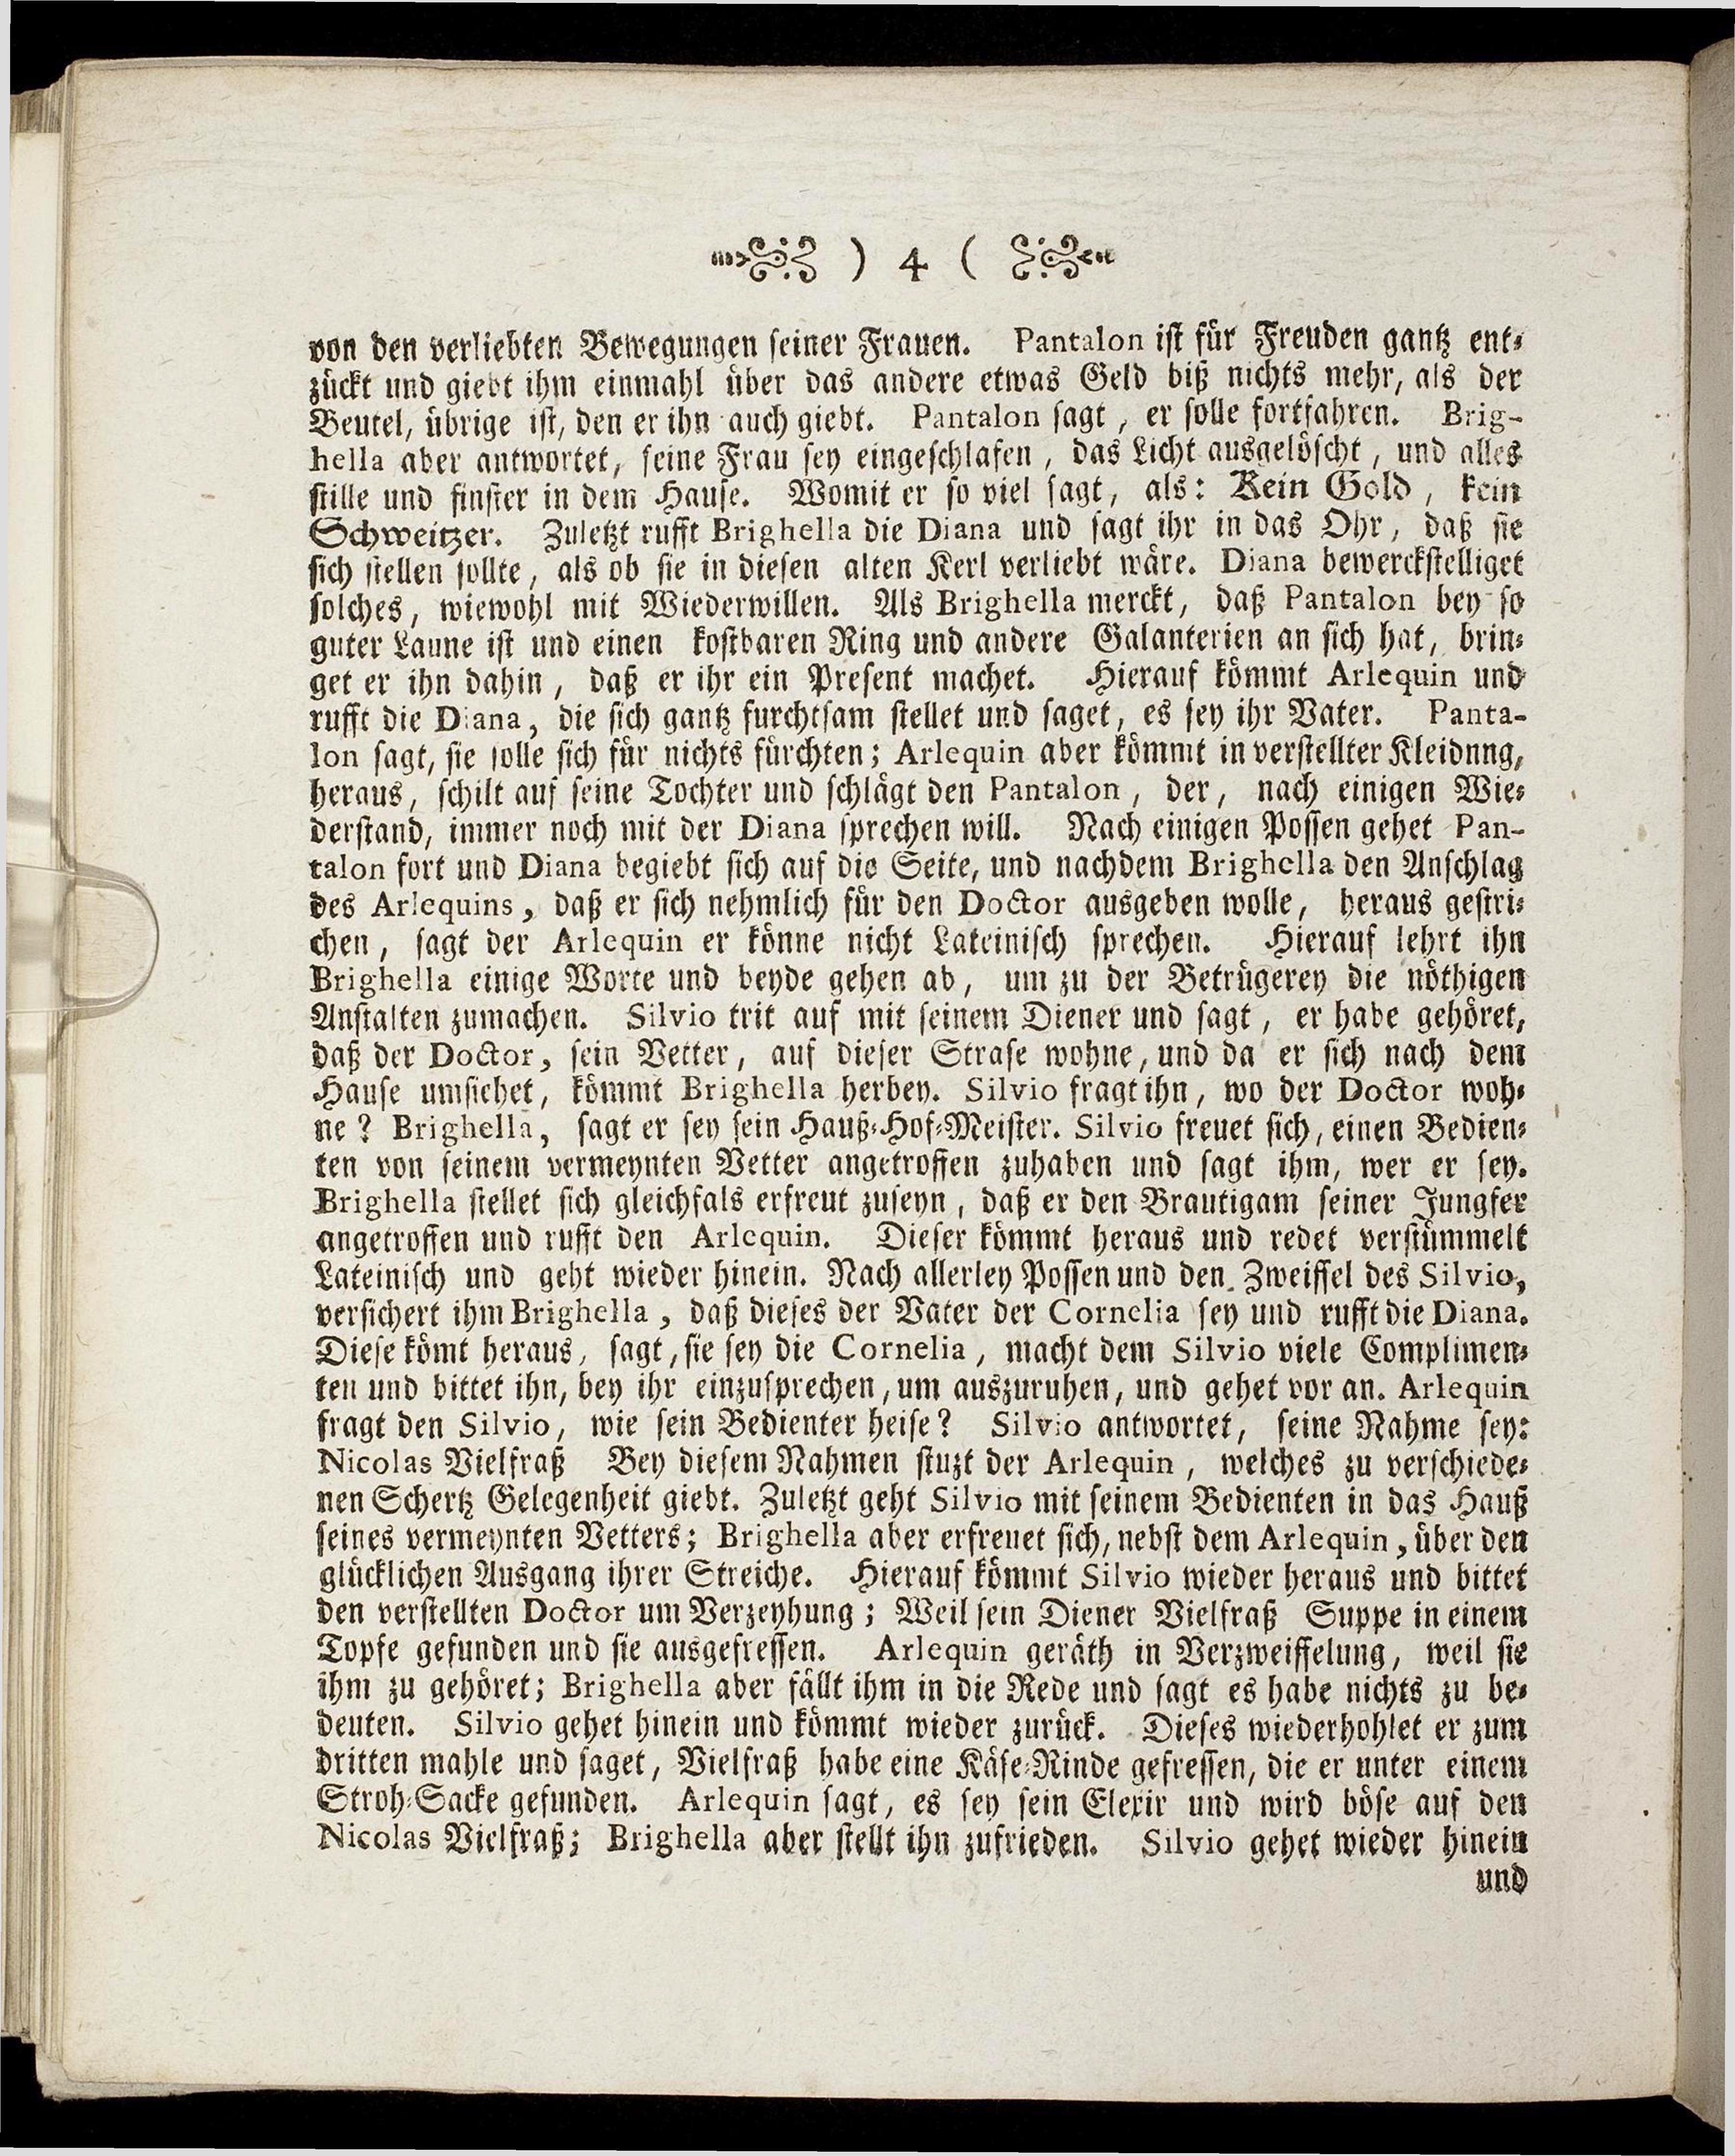 ) 4 (
von den verliebten Bewegungen seiner Frauen. Pantalon ist für Freuden gantz ent-
zückt und giebt ihm einmahl über das andere etwas Geld biß nichts mehr, als der
Beutel, übrige ist, den er ihn auch giebt. Pantalon sagt, er solle fortfahren. Brig-
hella aber antwortet, seine Frau sey eingeschlafen, das Licht ausgelöscht, und alles
stille und finster in dem Hause. Womit er so viel sagt, als: Kein Gold, kein
Schweitzer. Zuletzt rufft Brighella die Diana und sagt ihr in das Ohr, daß sie
sich stellen sollte, als ob sie in diesen alten Kerl verliebt wäre. Diana bewerckstelliget
solches, wiewohl mit Wiederwillen. Als Brighella merckt, daß Pantalon bey so
guter Laune ist und einen kostbaren Ring und andere Galanterien an sich hat, brin-
get er ihn dahin, daß er ihr ein Present machet. Hierauf kömmt Arlequin und
rufft die Diana, die sich gantz furchtsam stellet und saget, es sey ihr Vater. Panta-
lon sagt, sie solle sich für nichts fürchten; Arlequin aber kömmt in verstellter Kleidnng,
heraus, schilt auf seine Tochter und schlägt den Pantalon, der, nach einigen Wie-
derstand, immer noch mit der Diana sprechen will. Nach einigen Possen gehet Pan-
talon fort und Diana begiebt sich auf die Seite, und nachdem Brighella den Anschlag
des Arlequins, daß er sich nehmlich für den Doctor ausgeben wolle, heraus gestri-
chen, sagt der Arlequin er könne nicht Lateinisch sprechen. Hierauf lehrt ihn
Brighella einige Worte und beyde gehen ab, um zu der Betrügerey die nöthigen
Anstalten zumachen. Silvio trit auf mit seinem Diener und sagt, er habe gehöret,
daß der Doctor, sein Vetter, auf dieser Strase wohne, und da er sich nach dem
Hause umsiehet, kömmt Brighella herbey. Silvio fragt ihn, wo der Doctor woh-
ne? Brighella, sagt er sey sein Hauß-Hof-Meister. Silvio freuet sich, einen Bedien-
ten von seinem vermeynten Vetter angetroffen zuhaben und sagt ihm, wer er sey.
Brighella stellet sich gleichfals erfreut zuseyn, daß er den Brautigam seiner Jungfer
angetroffen und rufft den Arlequin. Dieser kömmt heraus und redet verstümmelt
Lateinisch und geht wieder hinein. Nach allerley Possen und den Zweiffel des Silvio,
versichert ihm Brighella, daß dieses der Vater der Cornelia sey und rufft die Diana.
Diese kömt heraus, sagt, sie sey die Cornelia, macht dem Silvio viele Complimen-
ten und bittet ihn, bey ihr einzusprechen, um auszuruhen, und gehet vor an. Arlequin
fragt den Silvio, wie sein Bedienter heise? Silvio antwortet, seine Nahme sey:
Nicolas Vielfraß Bey diesem Nahmen stuzt der Arlequin, welches zu verschiede-
nen Schertz Gelegenheit giebt. Zuletzt geht Silvio mit seinem Bedienten in das Hauß
seines vermeynten Vetters; Brighella aber erfreuet sich, nebst dem Arlequin, über den
glücklichen Ausgang ihrer Streiche. Hierauf kömmt Silvio wieder heraus und bittet
den verstellten Doctor um Verzeyhung; Weil sein Diener Vielfraß Suppe in einem
Topfe gefunden und sie ausgefressen. Arlequin geräth in Verzweiffelung, weil sie
ihm zu gehöret; Brighella aber fällt ihm in die Rede und sagt es habe nichts zu be-
deuten. Silvio gehet hinein und kömmt wieder zurück. Dieses wiederhohlet er zum
dritten mahle und saget, Vielfraß habe eine Käse-Rinde gefressen, die er unter einem
Stroh-Sacke gefunden. Arlequin sagt, es sey sein Elexir und wird böse auf den
Nicolas Vielfraß; Brighella aber stellt ihn zufrieden. Silvio gehet wieder hinein
und